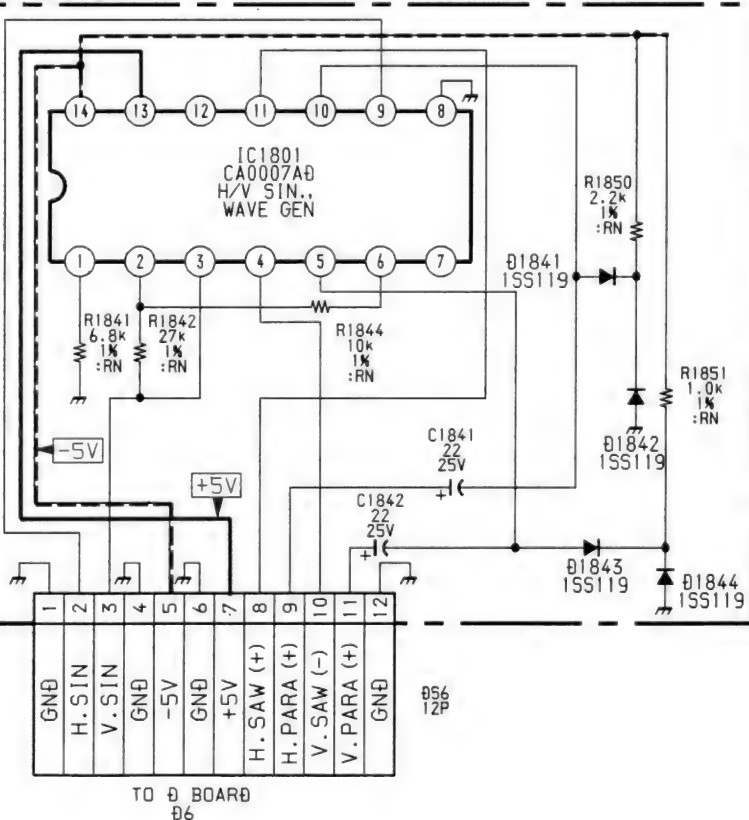 14 13 12 11 10 9 8
IC1801
CA0007AD
H/V SIN.,
WAVE GEN
1 2 3 4 5 6 7
R1850
2.2k
1%
:RN
D1841
1SS119
R1841
6.8k
1%
:RN
R1842
27k
1%
:RN
R1844
10k
1%
:RN
R1851
1.0k
1%
:RN
D1842
1SS119
C1841
22
25V
+
-5V
+5V
C1842
22
25V
+
D1843
1SS119
D1844
1SS119
1 2 3 4 5 6 7 8 9 10 11 12
GND
H.SIN
V.SIN
GND
-5V
GND
+5V
H.SAW (+)
H.PARA (+)
V.SAW (-)
V.PARA (+)
GND
D56
12P
TO D BOARD
D6